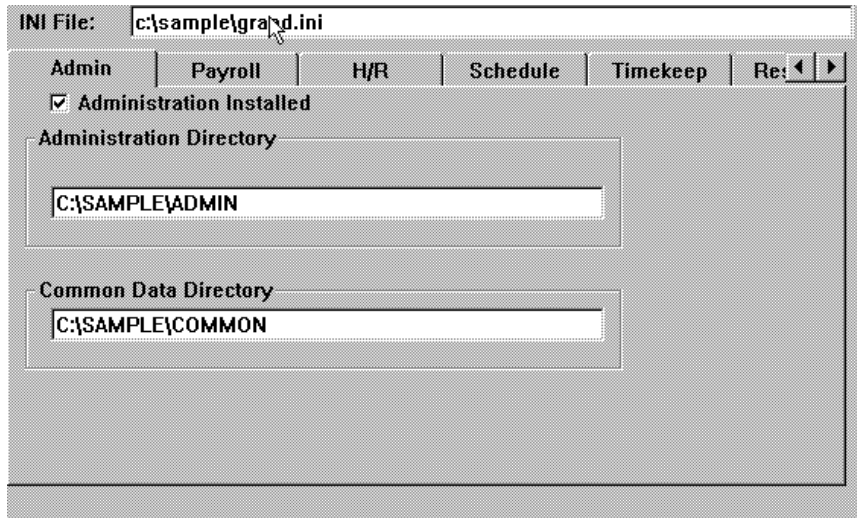 INI File: c:\sample\grand.ini
Admin Payroll H/R Schedule Timekeep
Administration Installed
Administration Directory
C:\SAMPLE\ADMIN
Common Data Directory
C:\SAMPLE\COMMON